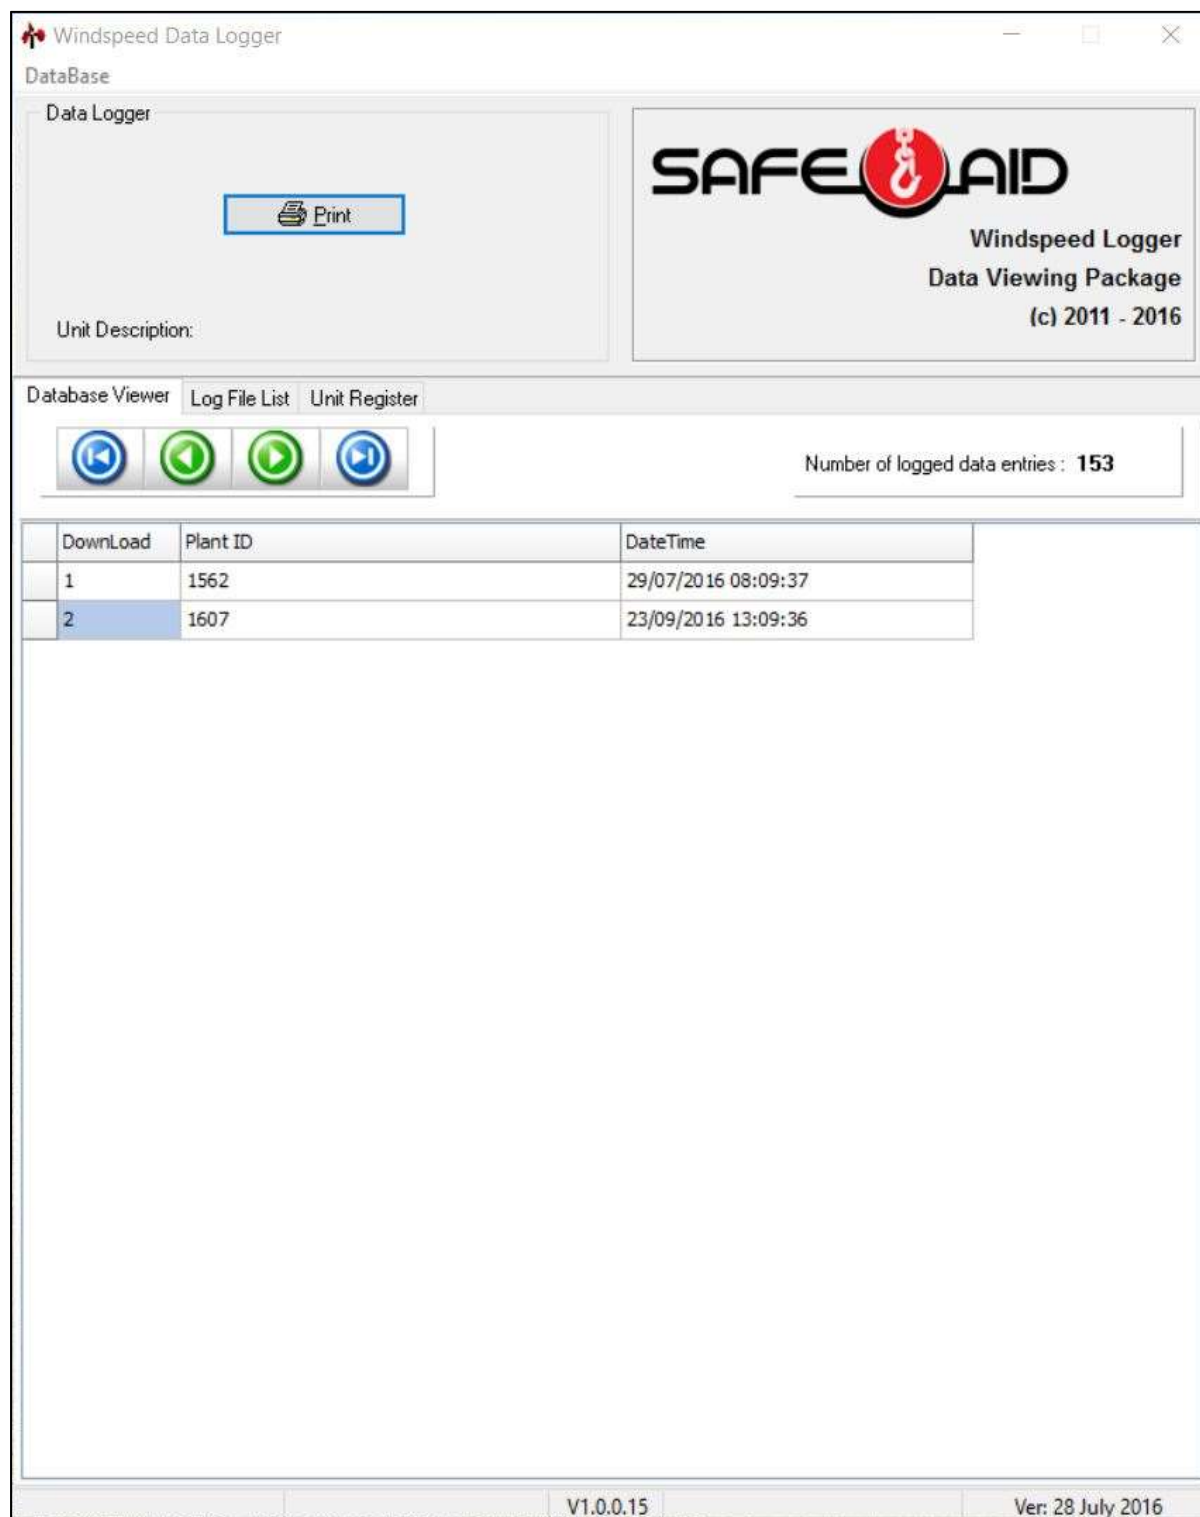 Windspeed Data Logger
DataBase
Data Logger
Print
Unit Description:
SAFE AID
Windspeed Logger
Data Viewing Package
(c) 2011 - 2016
Database Viewer Log File List Unit Register
Number of logged data entries : 153
DownLoad Plant ID DateTime
1 1562 29/07/2016 08:09:37
2 1607 23/09/2016 13:09:36
V1.0.0.15 Ver: 28 July 2016